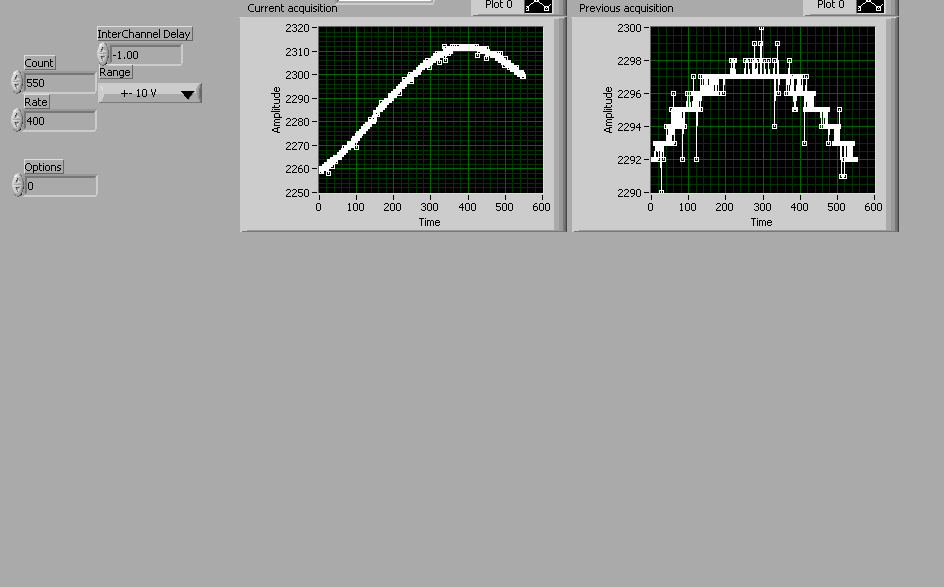 Current acquisition
Plot 0
Previous acquisition
Plot 0
InterChannel Delay
-1.00
Count
550
Range
+- 10 V
Rate
400
Options
0
2320
2310
2300
2290
2280
2270
2260
2250
Amplitude
0 100 200 300 400 500 600
Time
2300
2298
2296
2294
2292
2290
Amplitude
0 100 200 300 400 500 600
Time